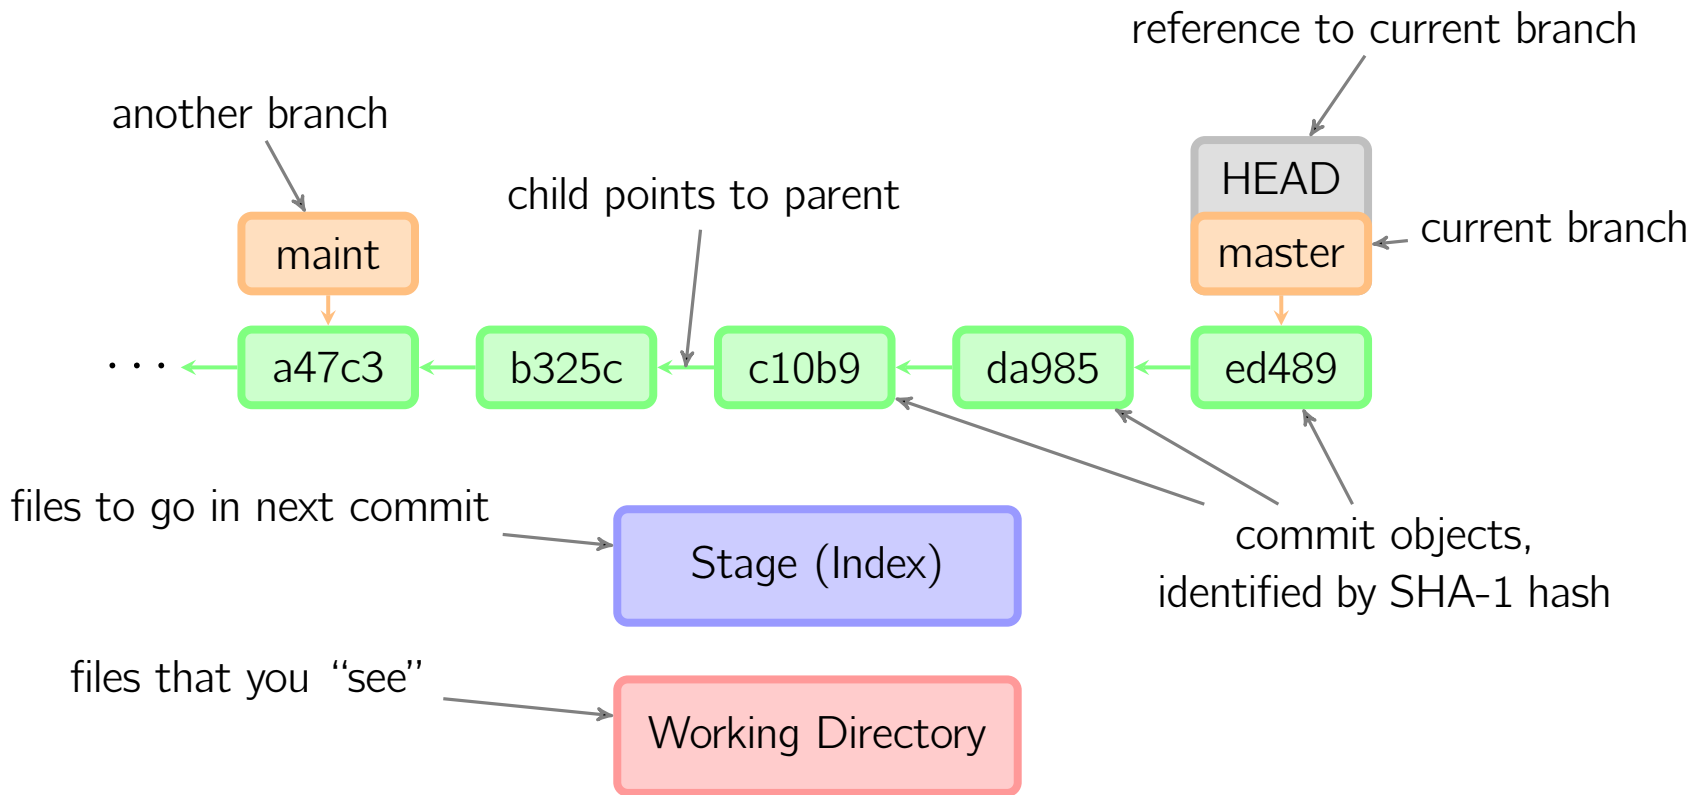 reference to current branch
another branch
HEAD
child points to parent
current branch
maint
master
· · ·
a47c3
b325c
c10b9
da985
ed489
files to go in next commit
Stage (Index)
commit objects,
identified by SHA-1 hash
files that you “see”
Working Directory